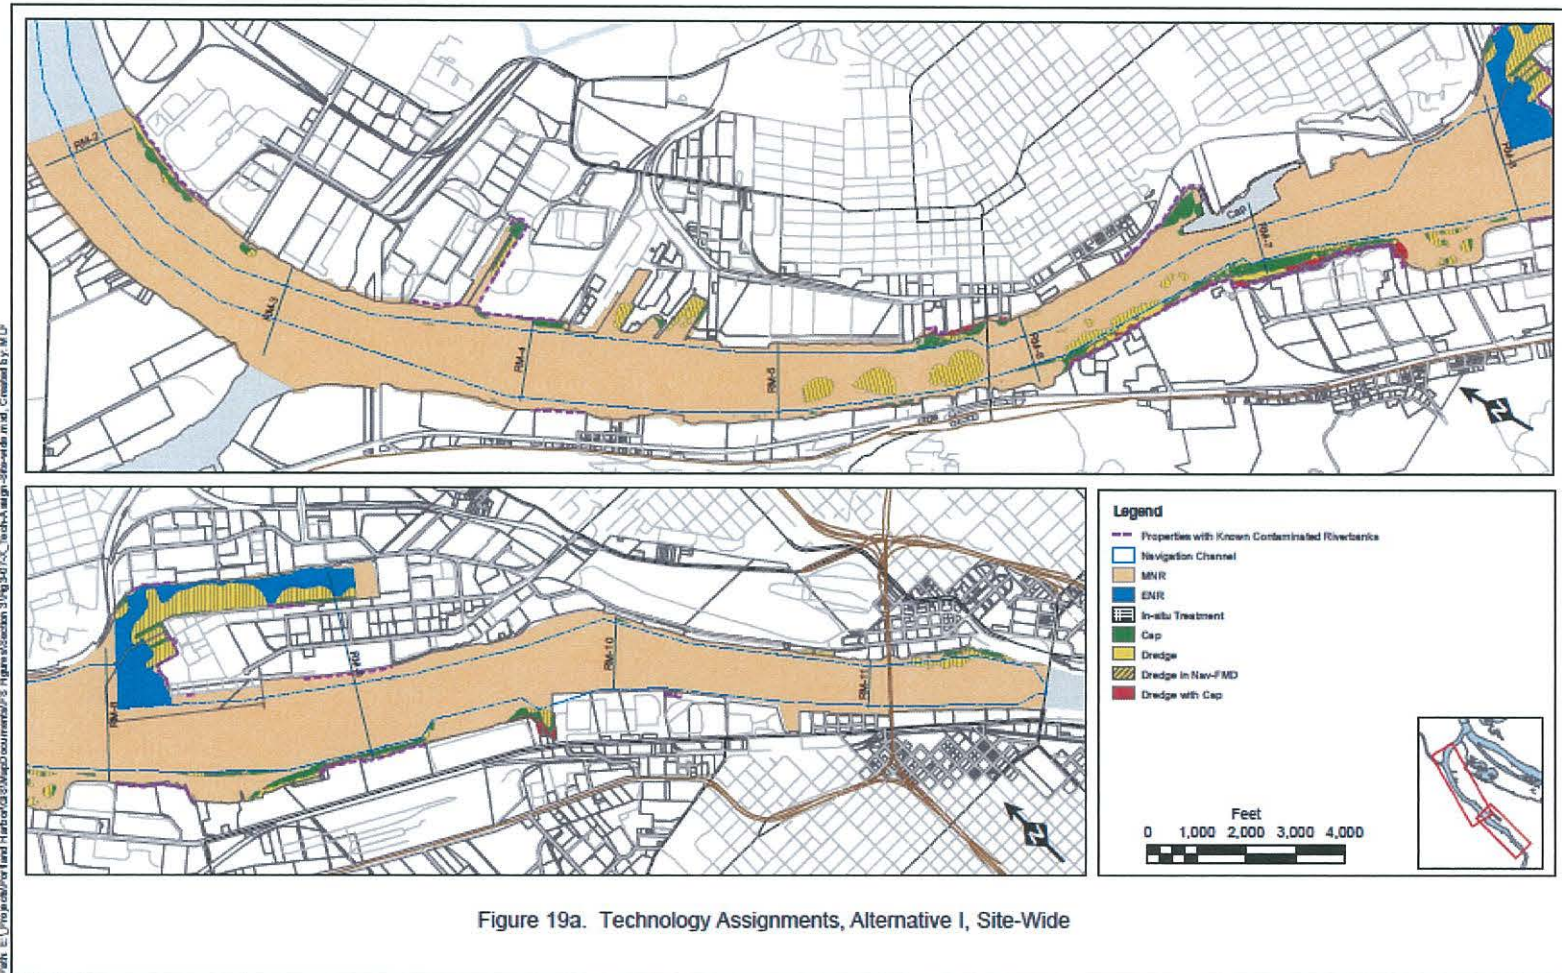 RM-2
RM-3
RM-4
RM-5
RM-6
Cap
RM-7
RM-8
RM-8
RM-10
RM-11
N
N
Legend
Properties with Known Contaminated Riverbanks
Navigation Channel
MNR
ENR
In-situ Treatment
Cap
Dredge
Dredge in Nav-FMD
Dredge with Cap
Feet
0 1,000 2,000 3,000 4,000
Figure 19a. Technology Assignments, Alternative I, Site-Wide